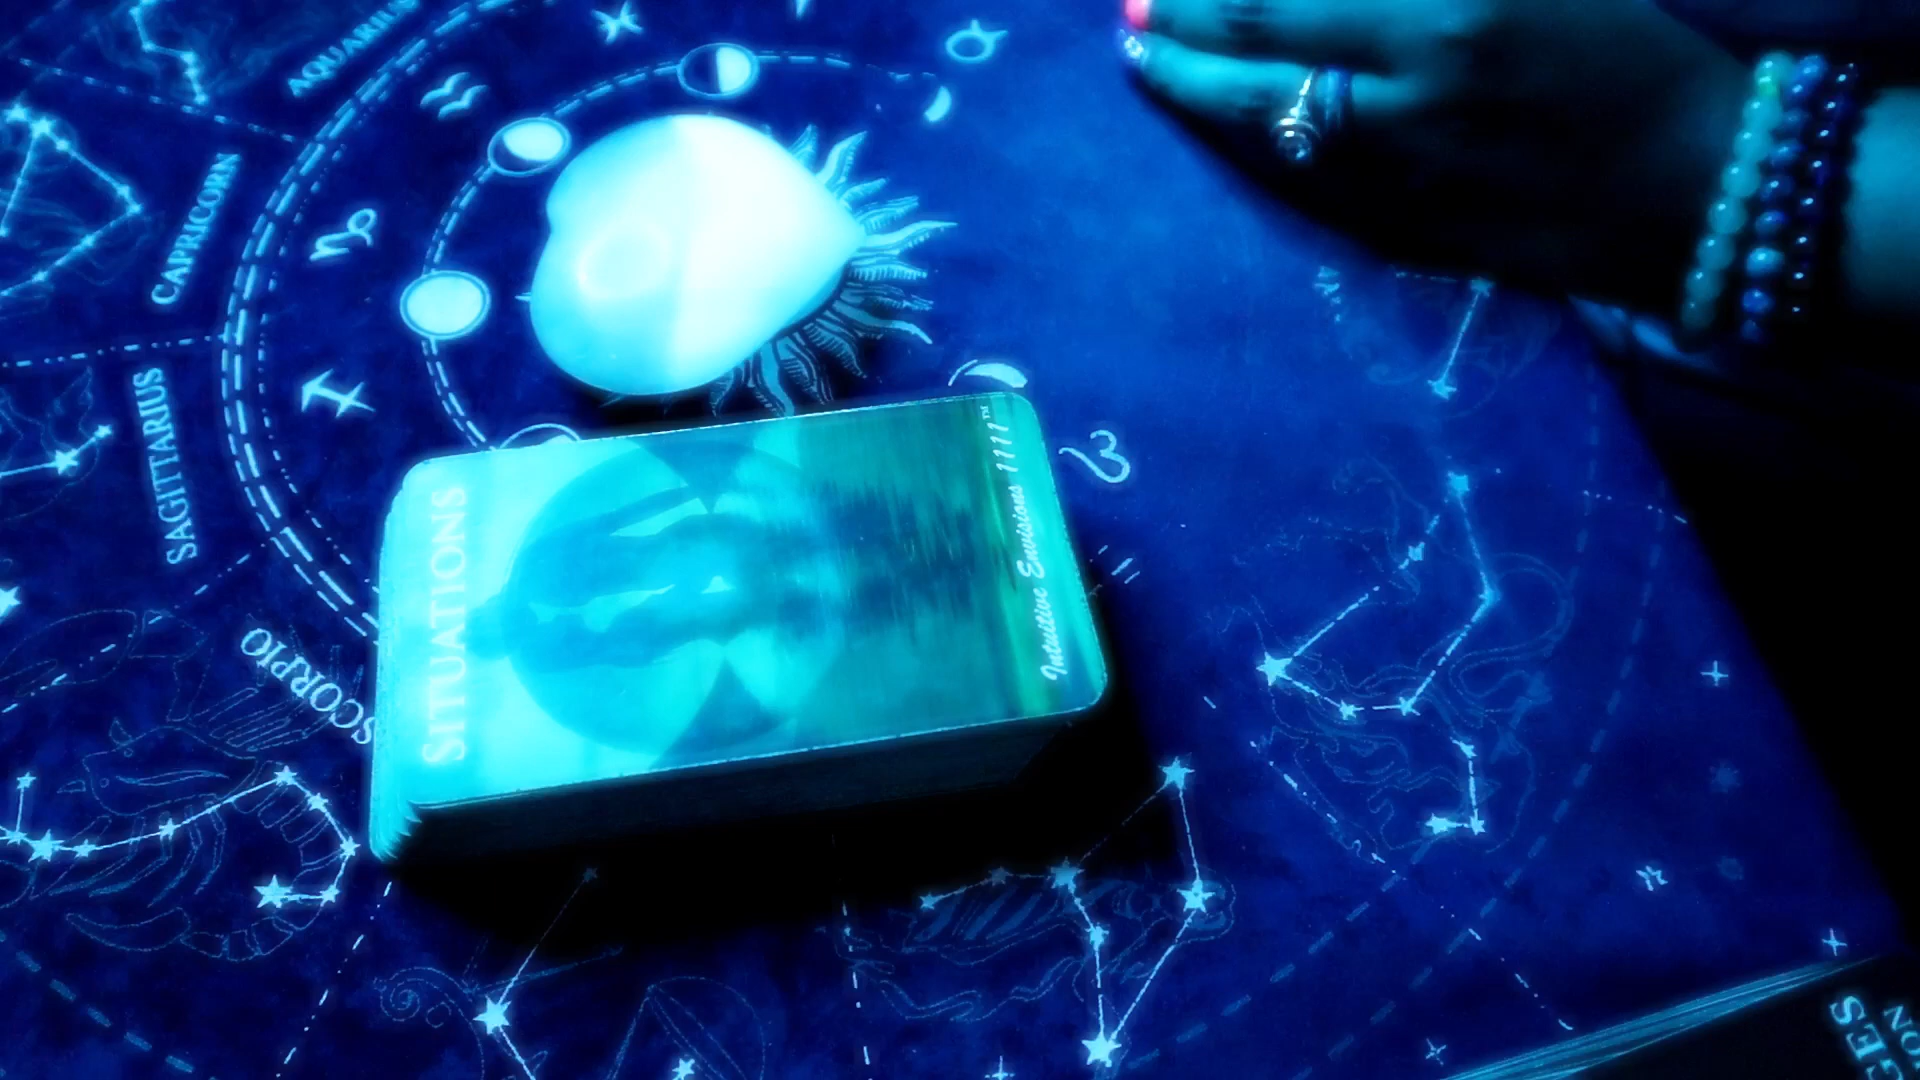 AQUARIUS
CAPRICORN
SAGITTARIUS
SCORPIO
SITUATIONS
Intuitive Envisions 1111™